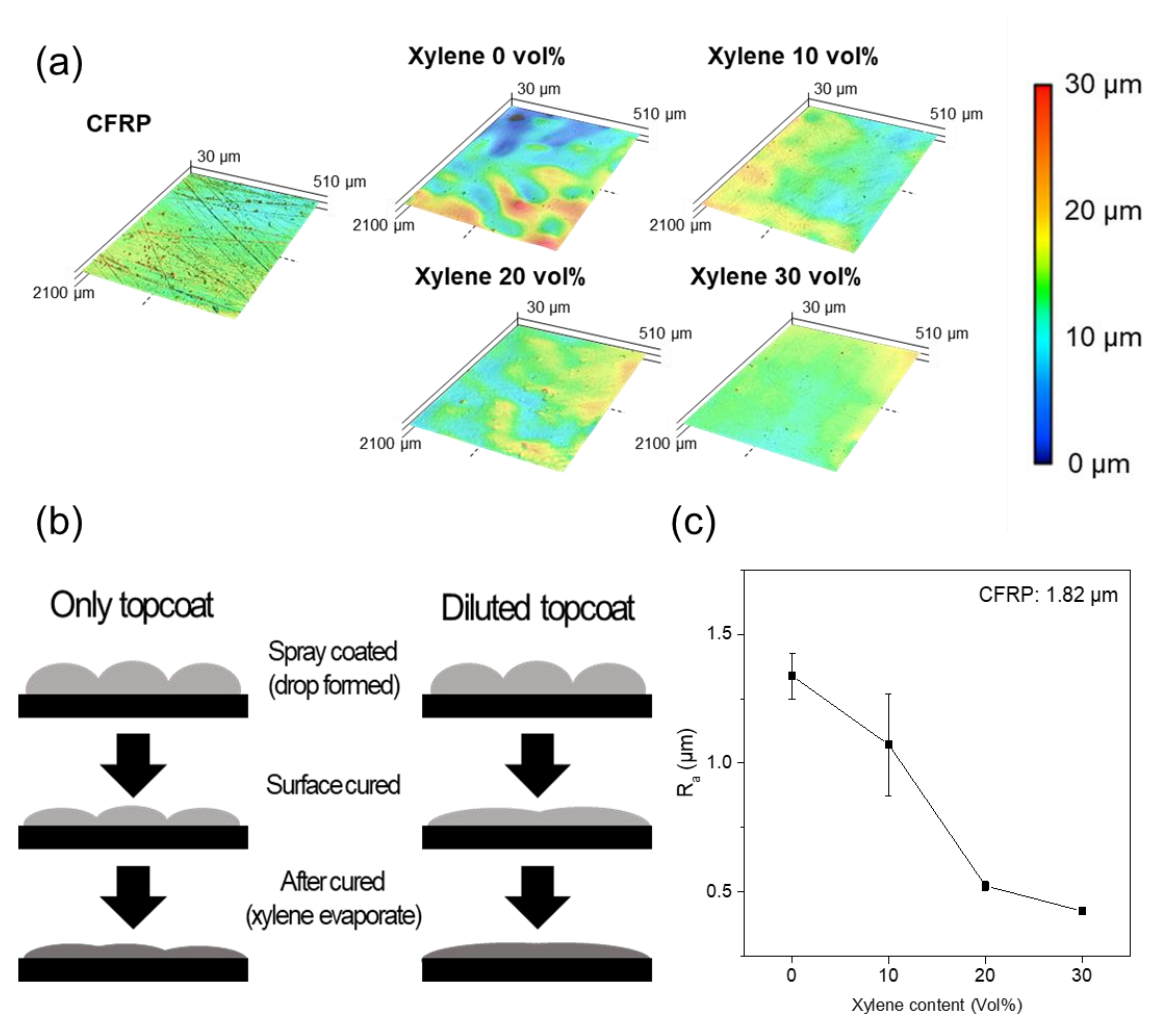 (a)
CFRP
30 μm
510 μm
2100 μm
Xylene 0 vol%
30 μm
510 μm
2100 μm
Xylene 10 vol%
30 μm
510 μm
2100 μm
Xylene 20 vol%
30 μm
510 μm
2100 μm
Xylene 30 vol%
30 μm
510 μm
2100 μm
30 μm
20 μm
10 μm
0 μm
(b)
Only topcoat
Diluted topcoat
Spray coated
(drop formed)
Surface cured
After cured
(xylene evaporate)
(c)
CFRP: 1.82 μm
1.5
1.0
0.5
Ra (μm)
0
10
20
30
Xylene content (Vol%)